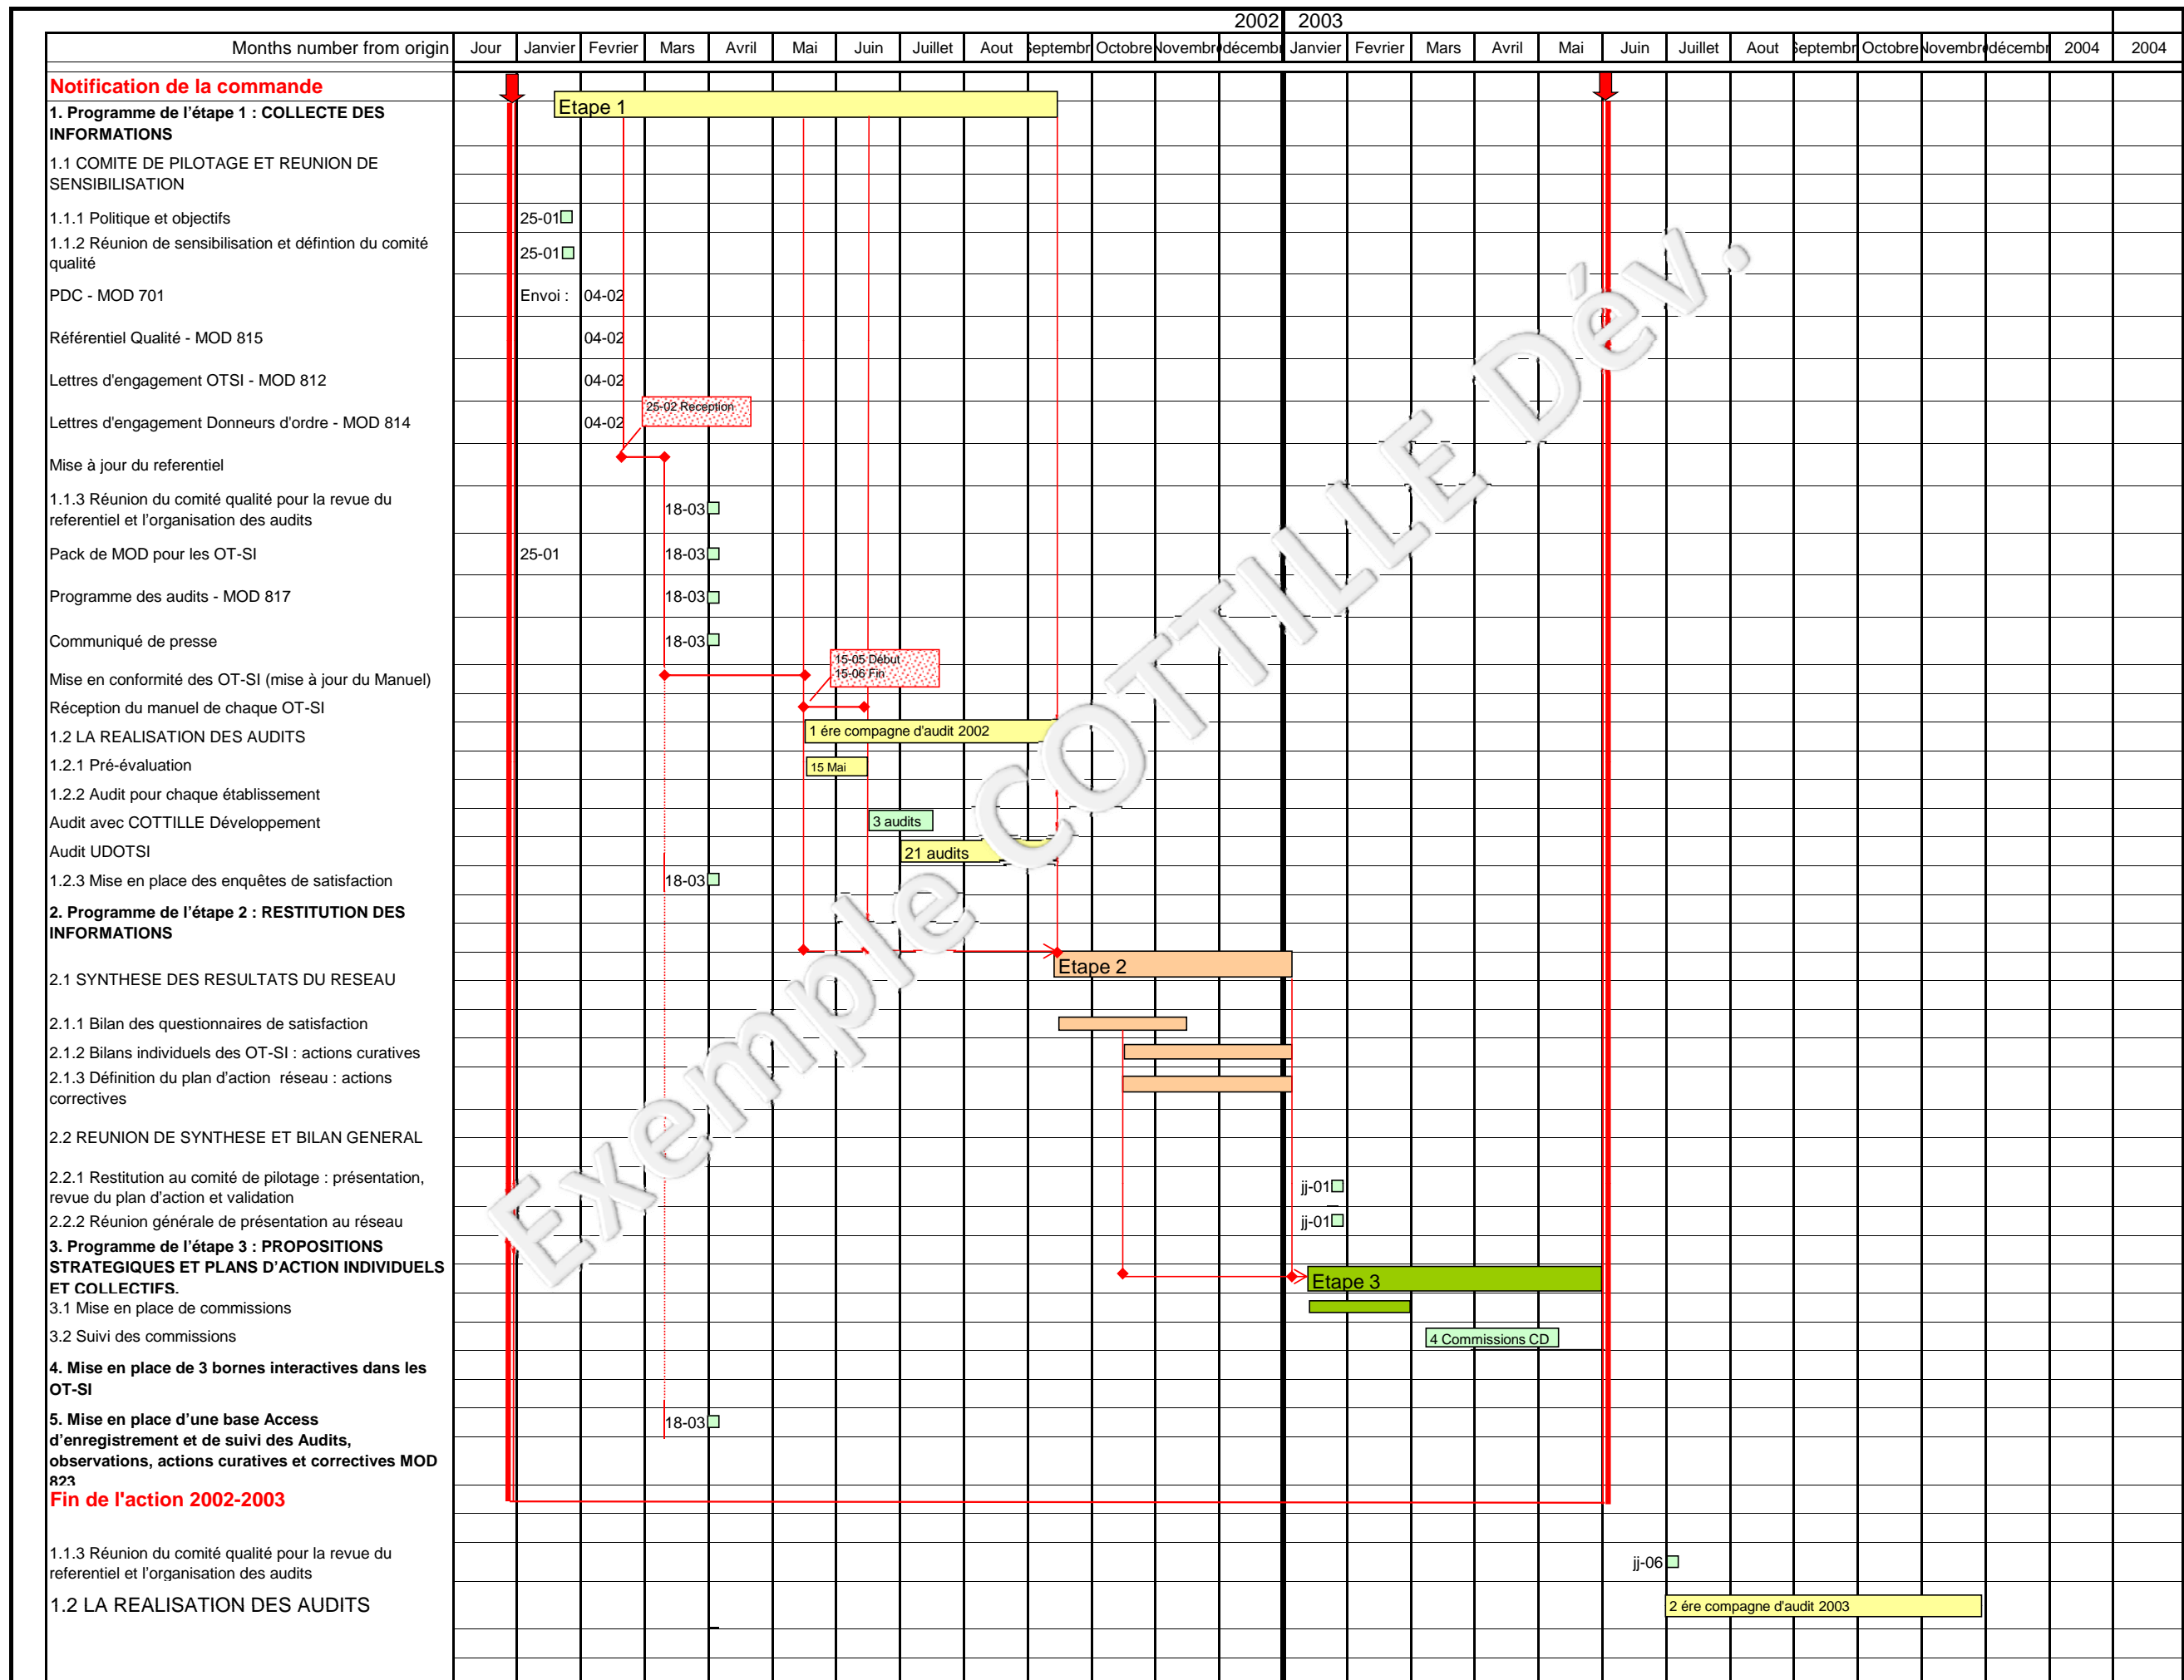 2002 2003
Months number from origin Jour Janvier Fevrier Mars Avril Mai Juin Juillet Aout Septembr Octobre Novembre décembr Janvier Fevrier Mars Avril Mai Juin Juillet Aout Septembr Octobre Novembre décembr 2004 2004
Notification de la commande
Etape 1
1. Programme de l'étape 1 : COLLECTE DES
INFORMATIONS
1.1 COMITE DE PILOTAGE ET REUNION DE
SENSIBILISATION
1.1.1 Politique et objectifs 25-01
1.1.2 Réunion de sensibilisation et défintion du comité
qualité 25-01
PDC - MOD 701 Envoi : 04-02
Référentiel Qualité - MOD 815 04-02
Lettres d'engagement OTSI - MOD 812 04-02
25-02 Reception
Lettres d'engagement Donneurs d'ordre - MOD 814 04-02
Mise à jour du referentiel
1.1.3 Réunion du comité qualité pour la revue du
referentiel et l'organisation des audits 18-03
Pack de MOD pour les OT-SI 25-01 18-03
Programme des audits - MOD 817 18-03
Communiqué de presse 18-03
15-05 Début
15-06 Fin
Mise en conformité des OT-SI (mise à jour du Manuel)
Réception du manuel de chaque OT-SI
1.2 LA REALISATION DES AUDITS 1 ére compagne d'audit 2002
1.2.1 Pré-évaluation 15 Mai
1.2.2 Audit pour chaque établissement
Audit avec COTTILLE Développement 3 audits
Audit UDOTSI 21 audits
1.2.3 Mise en place des enquêtes de satisfaction 18-03
2. Programme de l'étape 2 : RESTITUTION DES
INFORMATIONS
Etape 2
2.1 SYNTHESE DES RESULTATS DU RESEAU
2.1.1 Bilan des questionnaires de satisfaction
2.1.2 Bilans individuels des OT-SI : actions curatives
2.1.3 Définition du plan d'action réseau : actions
correctives
2.2 REUNION DE SYNTHESE ET BILAN GENERAL
2.2.1 Restitution au comité de pilotage : présentation,
revue du plan d'action et validation jj-01
2.2.2 Réunion générale de présentation au réseau jj-01
3. Programme de l'étape 3 : PROPOSITIONS
STRATEGIQUES ET PLANS D'ACTION INDIVIDUELS
ET COLLECTIFS.
Etape 3
3.1 Mise en place de commissions
3.2 Suivi des commissions 4 Commissions CD
4. Mise en place de 3 bornes interactives dans les
OT-SI
5. Mise en place d'une base Access 18-03
d'enregistrement et de suivi des Audits,
observations, actions curatives et correctives MOD
823
Fin de l'action 2002-2003
1.1.3 Réunion du comité qualité pour la revue du
referentiel et l'organisation des audits jj-06
1.2 LA REALISATION DES AUDITS 2 ére compagne d'audit 2003
Exemple COTTILLE Dév.